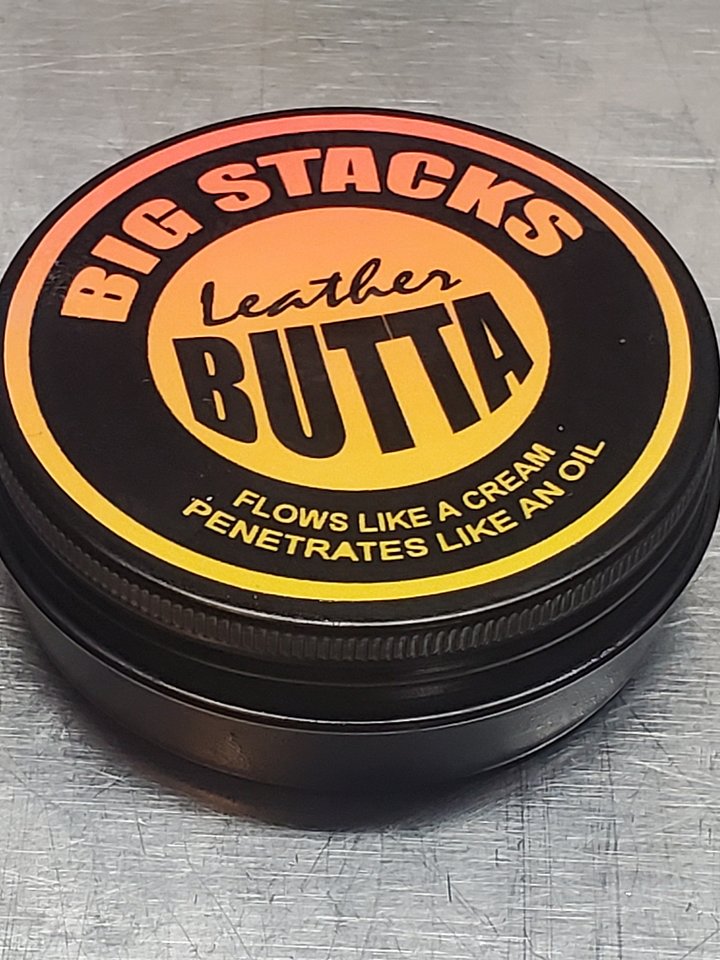 BIG STACKS
Leather
BUTTA
FLOWS LIKE A CREAM
PENETRATES LIKE AN OIL